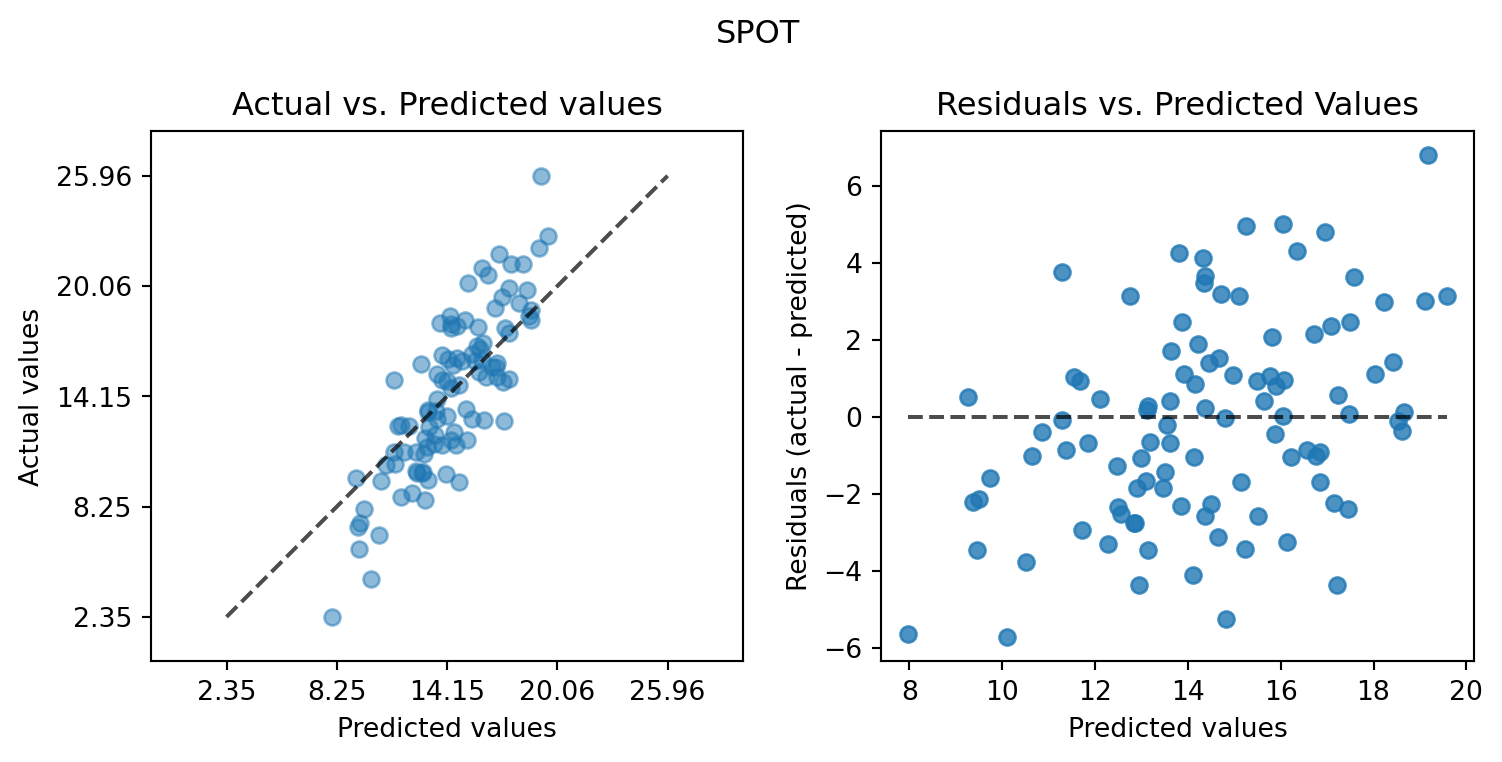 SPOT
Actual vs. Predicted values
Actual values
25.96
20.06
14.15
8.25
2.35
2.35 8.25 14.15 20.06 25.96
Predicted values
Residuals vs. Predicted Values
Residuals (actual - predicted)
6
4
2
0
−2
−4
−6
8 10 12 14 16 18 20
Predicted values